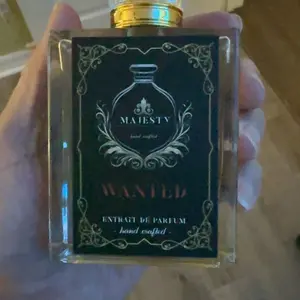 MAJESTY
hand crafted
WANTED
EXTRAIT DE PARFUM
- hand crafted -